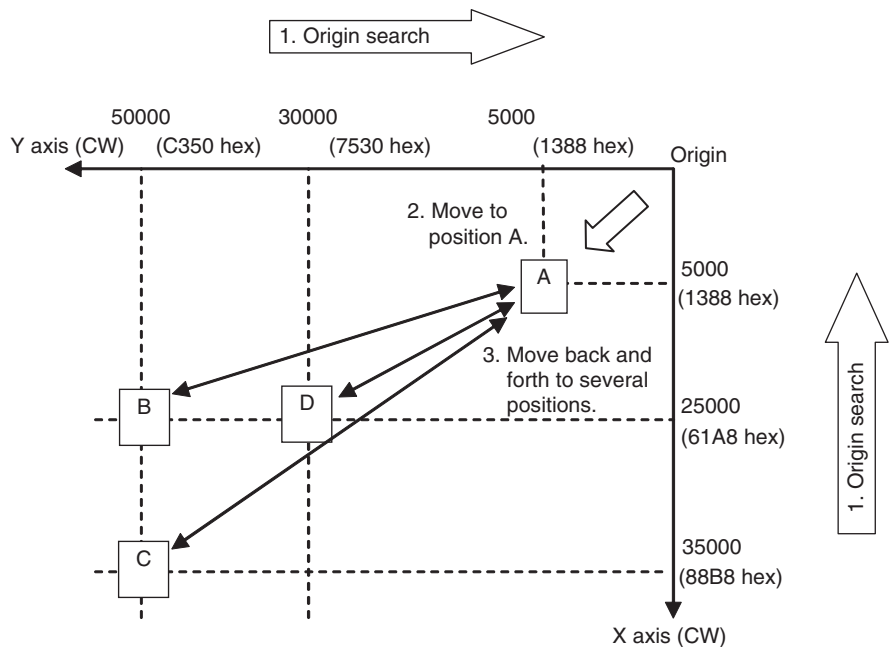 1. Origin search
50000
30000
5000
Y axis (CW)
(C350 hex)
(7530 hex)
(1388 hex)
Origin
2. Move to
position A.
A
5000
(1388 hex)
3. Move back and
forth to several
positions.
B
D
25000
(61A8 hex)
1. Origin search
C
35000
(88B8 hex)
X axis (CW)